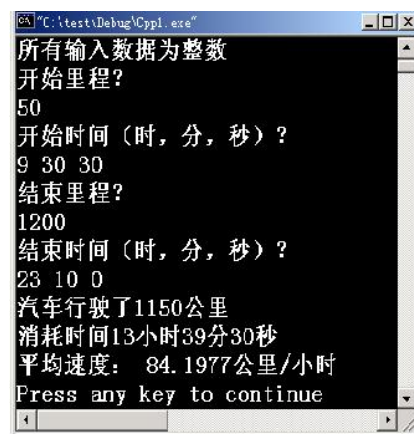 "C:\test\Debug\Cpp1.exe"
所有输入数据为整数
开始里程?
50
开始时间（时，分，秒）?
9 30 30
结束里程?
1200
结束时间（时，分，秒）?
23 10 0
汽车行驶了1150公里
消耗时间13小时39分30秒
平均速度： 84.1977公里/小时
Press any key to continue